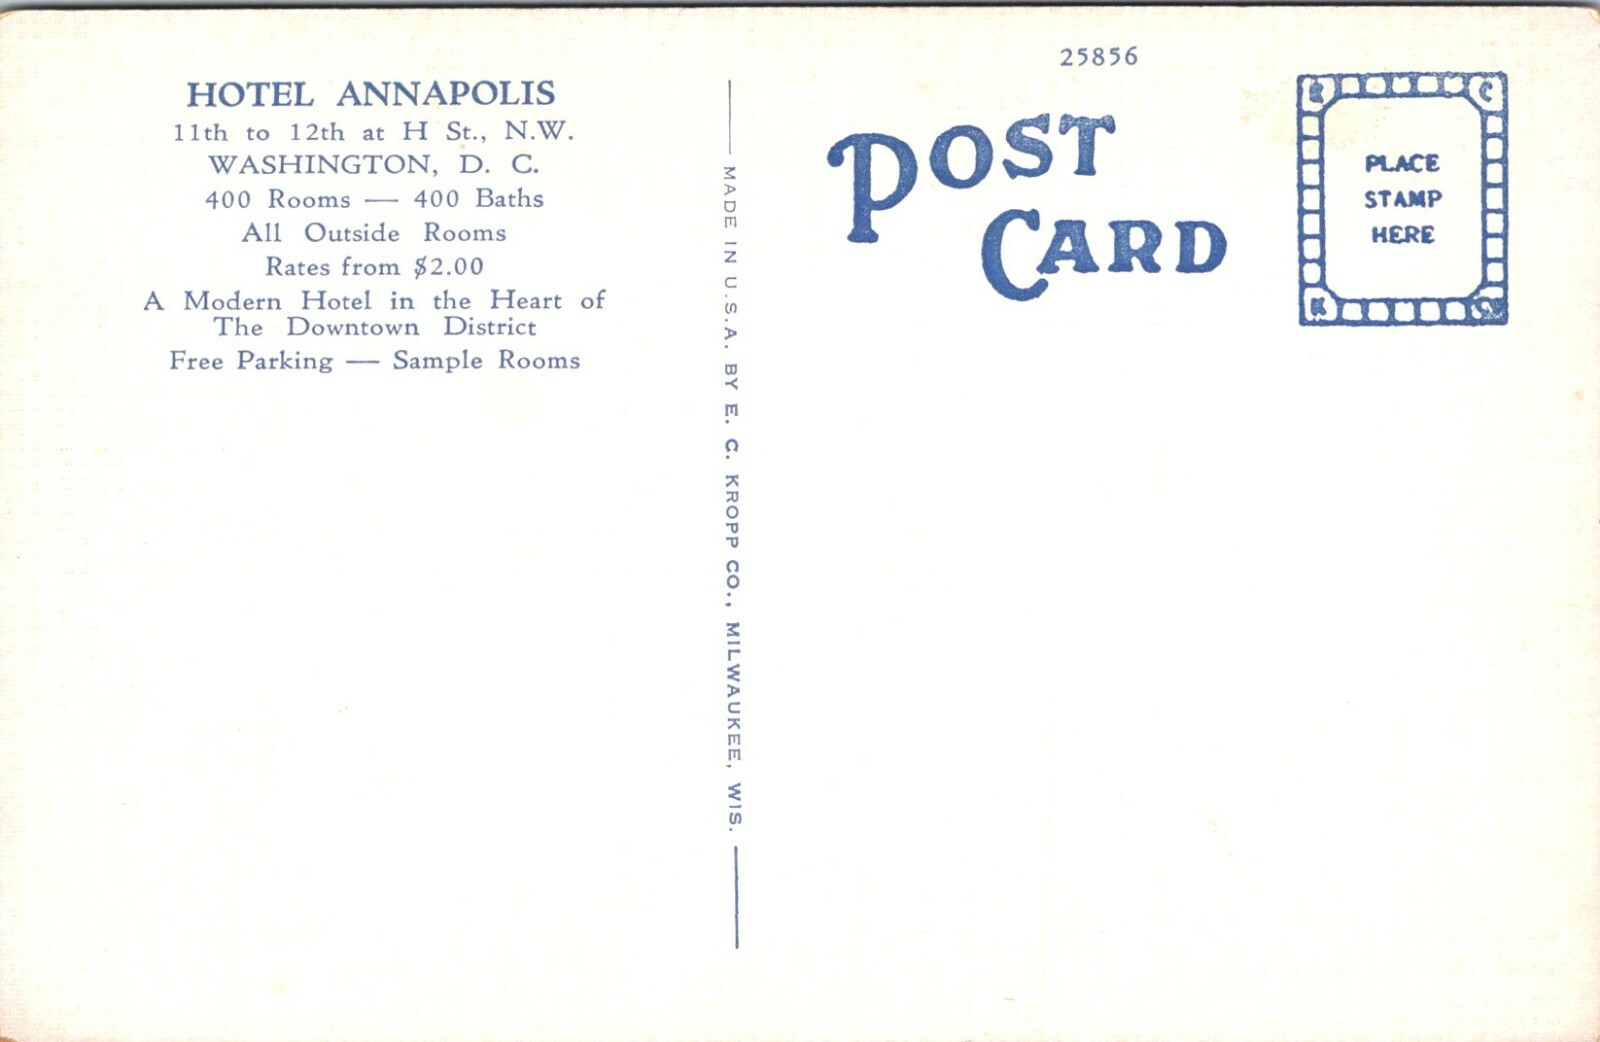 HOTEL ANNAPOLIS
11th to 12th at H St., N.W.
WASHINGTON, D. C.
400 Rooms — 400 Baths
All Outside Rooms
Rates from $2.00
A Modern Hotel in the Heart of
The Downtown District
Free Parking — Sample Rooms
MADE IN U.S.A. BY E. C. KROPP CO., MILWAUKEE, WIS.
25856
POST
CARD
E C
PLACE
STAMP
HERE
K